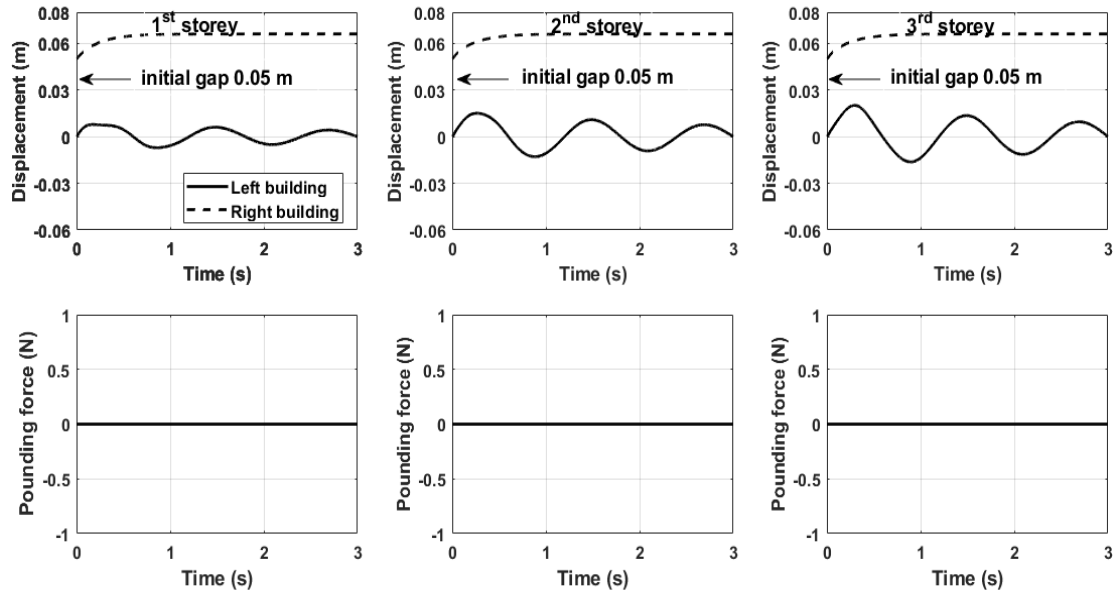 1st storey
2nd storey
3rd storey
Displacement (m)
0.09
0.06
0.03
0
-0.03
-0.06
initial gap 0.05 m
Left building
Right building
0
1
2
3
Time (s)
Displacement (m)
0.09
0.06
0.03
0
-0.03
-0.06
initial gap 0.05 m
0
1
2
3
Time (s)
Displacement (m)
0.09
0.06
0.03
0
-0.03
-0.06
initial gap 0.05 m
0
1
2
3
Time (s)
Pounding force (N)
1
0.5
0
-0.5
-1
0
1
2
3
Time (s)
Pounding force (N)
1
0.5
0
-0.5
-1
0
1
2
3
Time (s)
Pounding force (N)
1
0.5
0
-0.5
-1
0
1
2
3
Time (s)